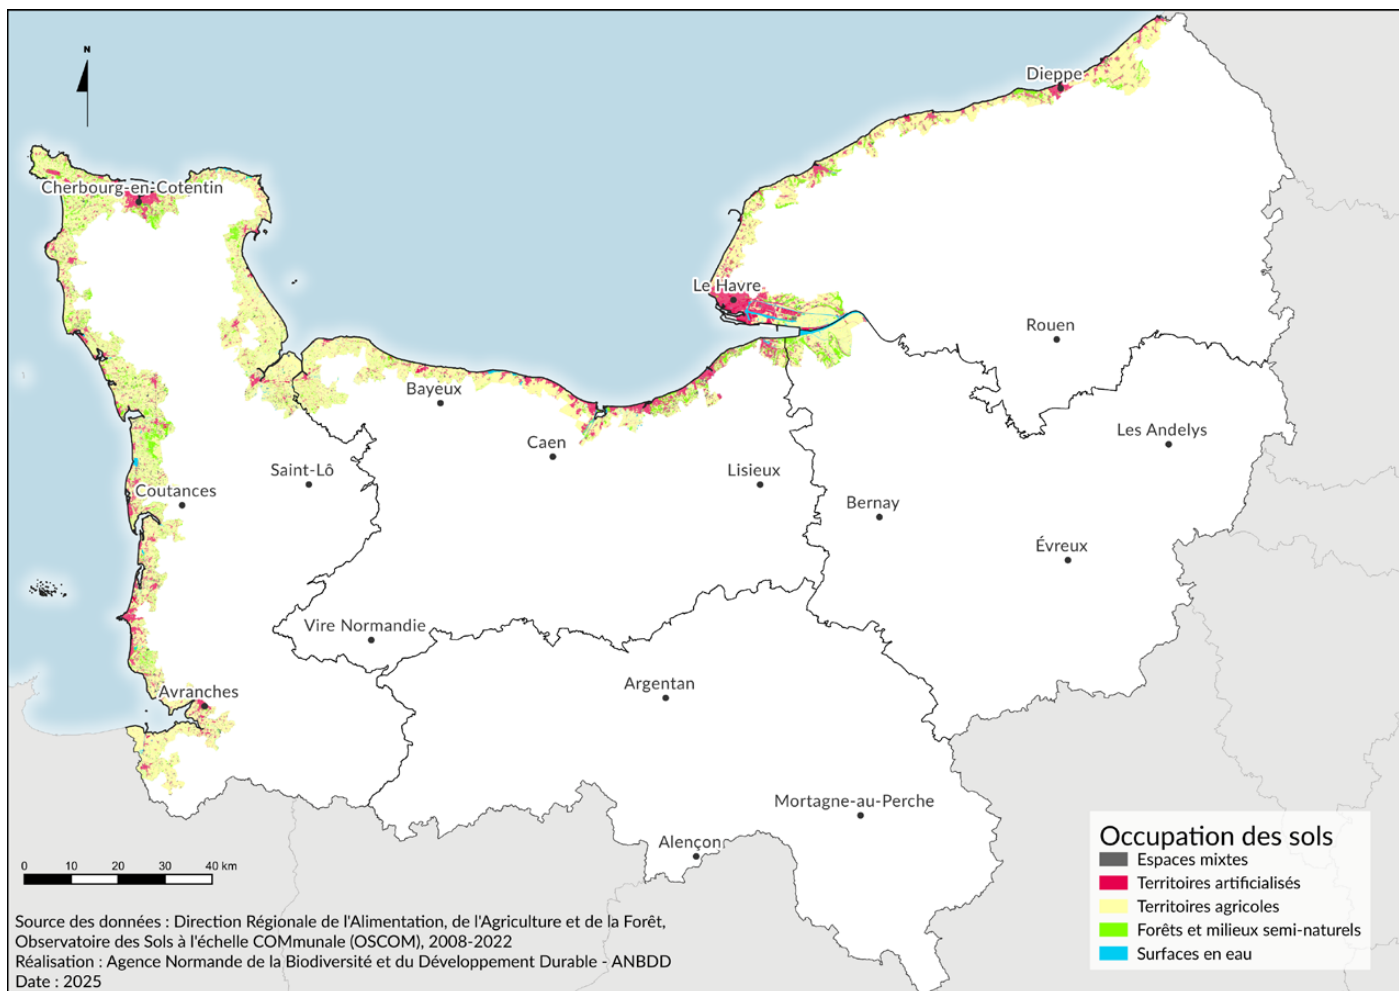 N
Dieppe
Cherbourg-en-Cotentin
Le Havre
Rouen
Bayeux
Les Andelys
Caen
Saint-Lô
Lisieux
Coutances
Bernay
Évreux
Vire Normandie
Argentan
Avranches
Mortagne-au-Perche
Alençon
Occupation des sols
Espaces mixtes
Territoires artificialisés
Territoires agricoles
Forêts et milieux semi-naturels
Surfaces en eau
0 10 20 30 40 km
Source des données : Direction Régionale de l'Alimentation, de l'Agriculture et de la Forêt,
Observatoire des Sols à l'échelle COMmunale (OSCOM), 2008-2022
Réalisation : Agence Normande de la Biodiversité et du Développement Durable - ANBDD
Date : 2025